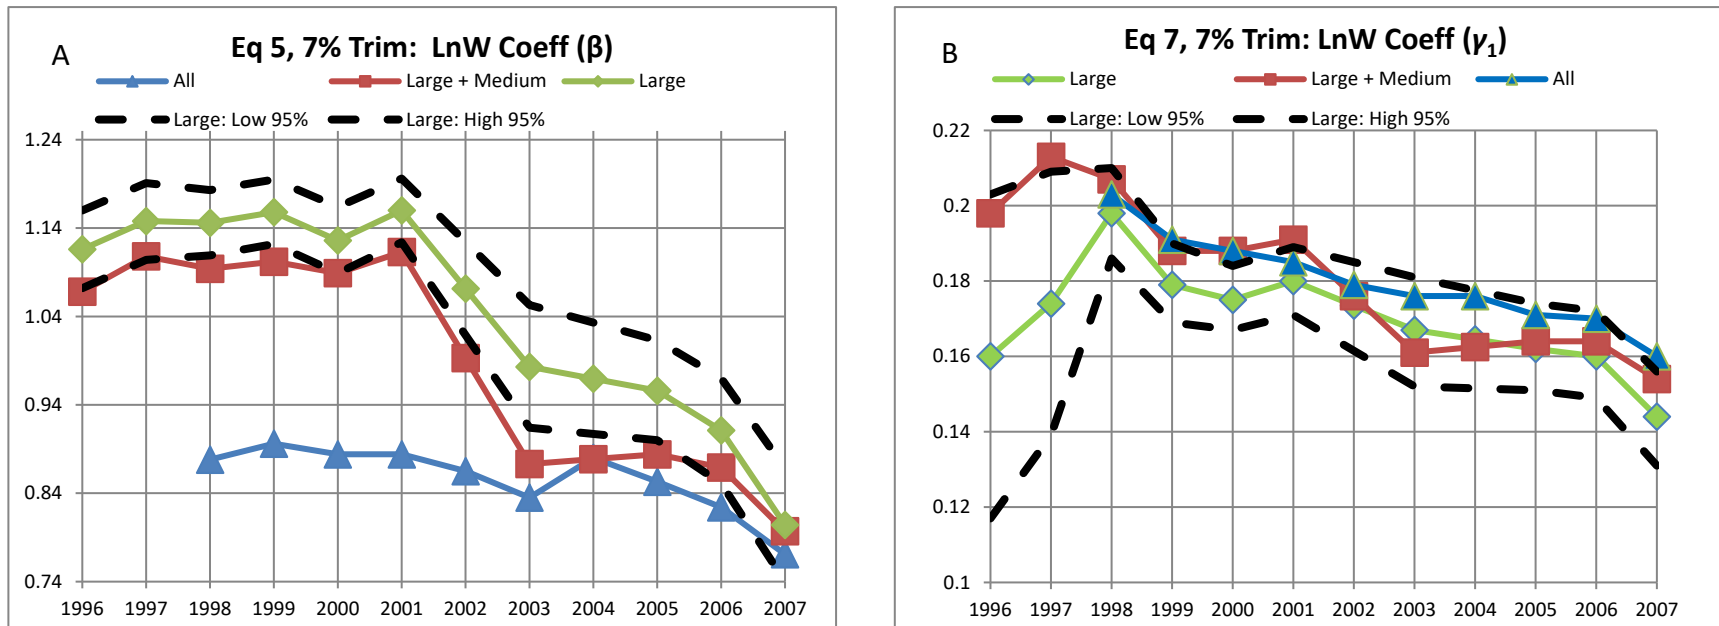 A
Eq 5, 7% Trim: LnW Coeff (β)
All
Large + Medium
Large
Large: Low 95%
Large: High 95%
1.24
1.14
1.04
0.94
0.84
0.74
1996 1997 1998 1999 2000 2001 2002 2003 2004 2005 2006 2007
B
Eq 7, 7% Trim: LnW Coeff (γ₁)
Large
Large + Medium
All
Large: Low 95%
Large: High 95%
0.22
0.2
0.18
0.16
0.14
0.12
0.1
1996 1997 1998 1999 2000 2001 2002 2003 2004 2005 2006 2007